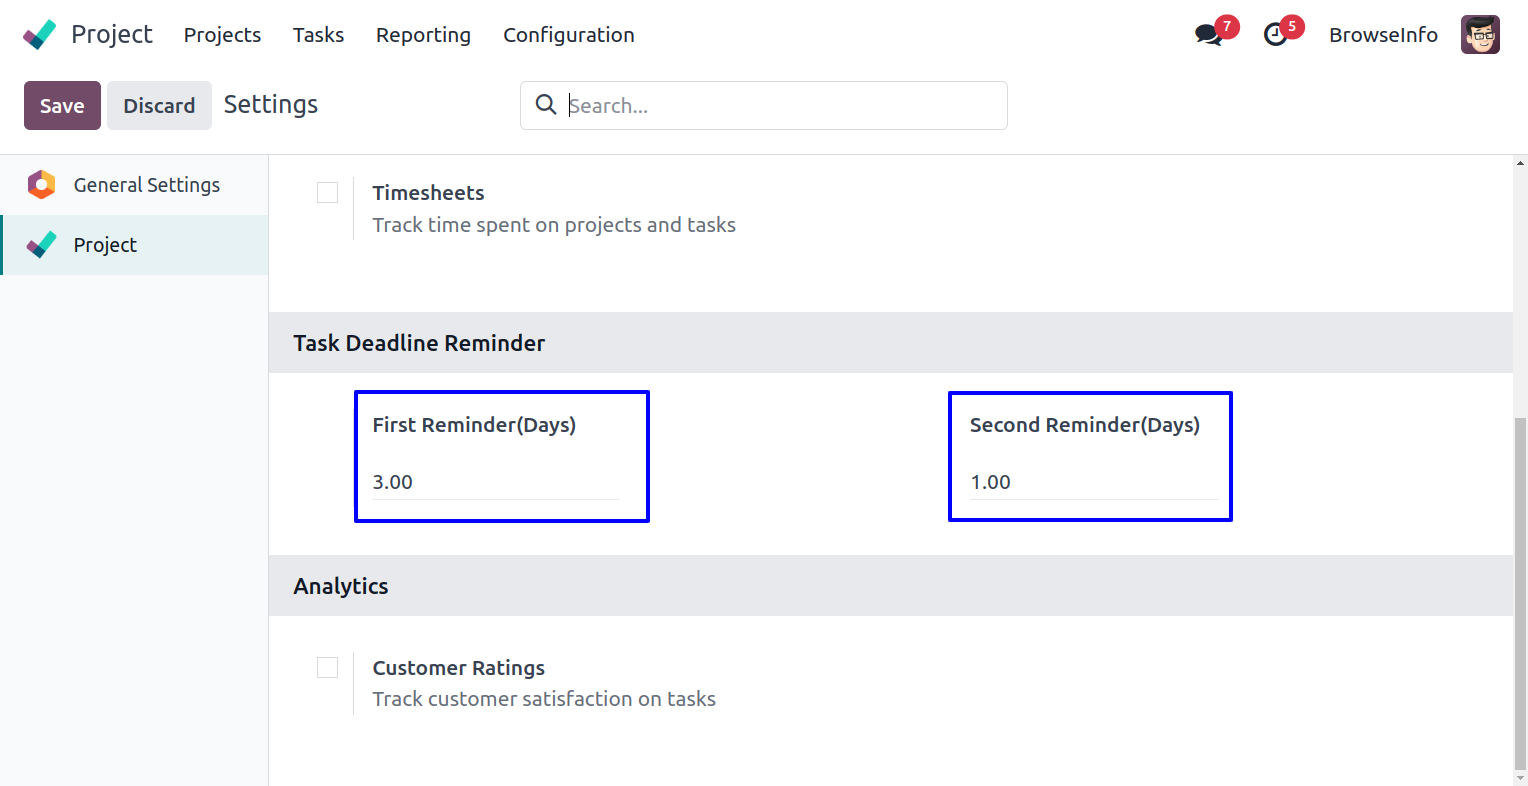 Project Projects Tasks Reporting Configuration 7 5 BrowseInfo
Save Discard Settings Search...
General Settings
Project
Timesheets
Track time spent on projects and tasks
Task Deadline Reminder
First Reminder(Days) Second Reminder(Days)
3.00 1.00
Analytics
Customer Ratings
Track customer satisfaction on tasks